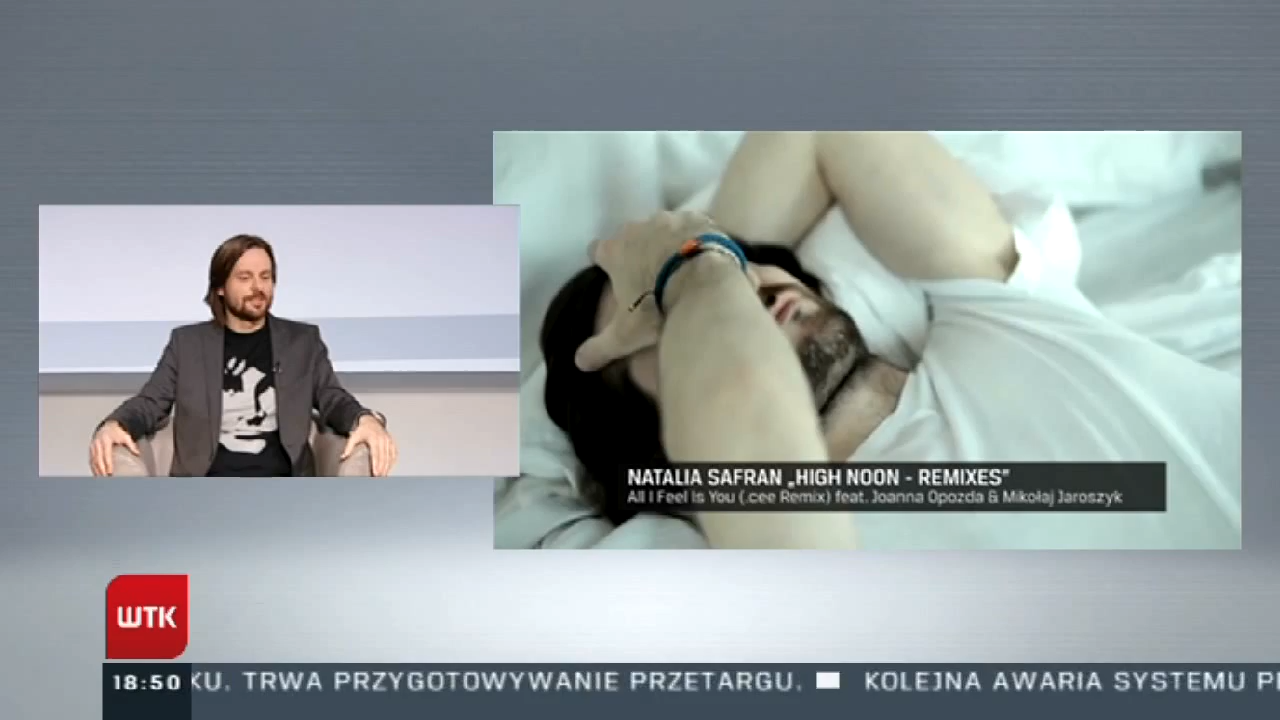 NATALIA SAFRAN „HIGH NOON - REMIXES”
All I Feel Is You (.cee Remix) feat. Joanna Opozda & Mikołaj Jaroszyk
WTK
18:50 KU. TRWA PRZYGOTOWYWANIE PRZETARGU. KOLEJNA AWARIA SYSTEMU